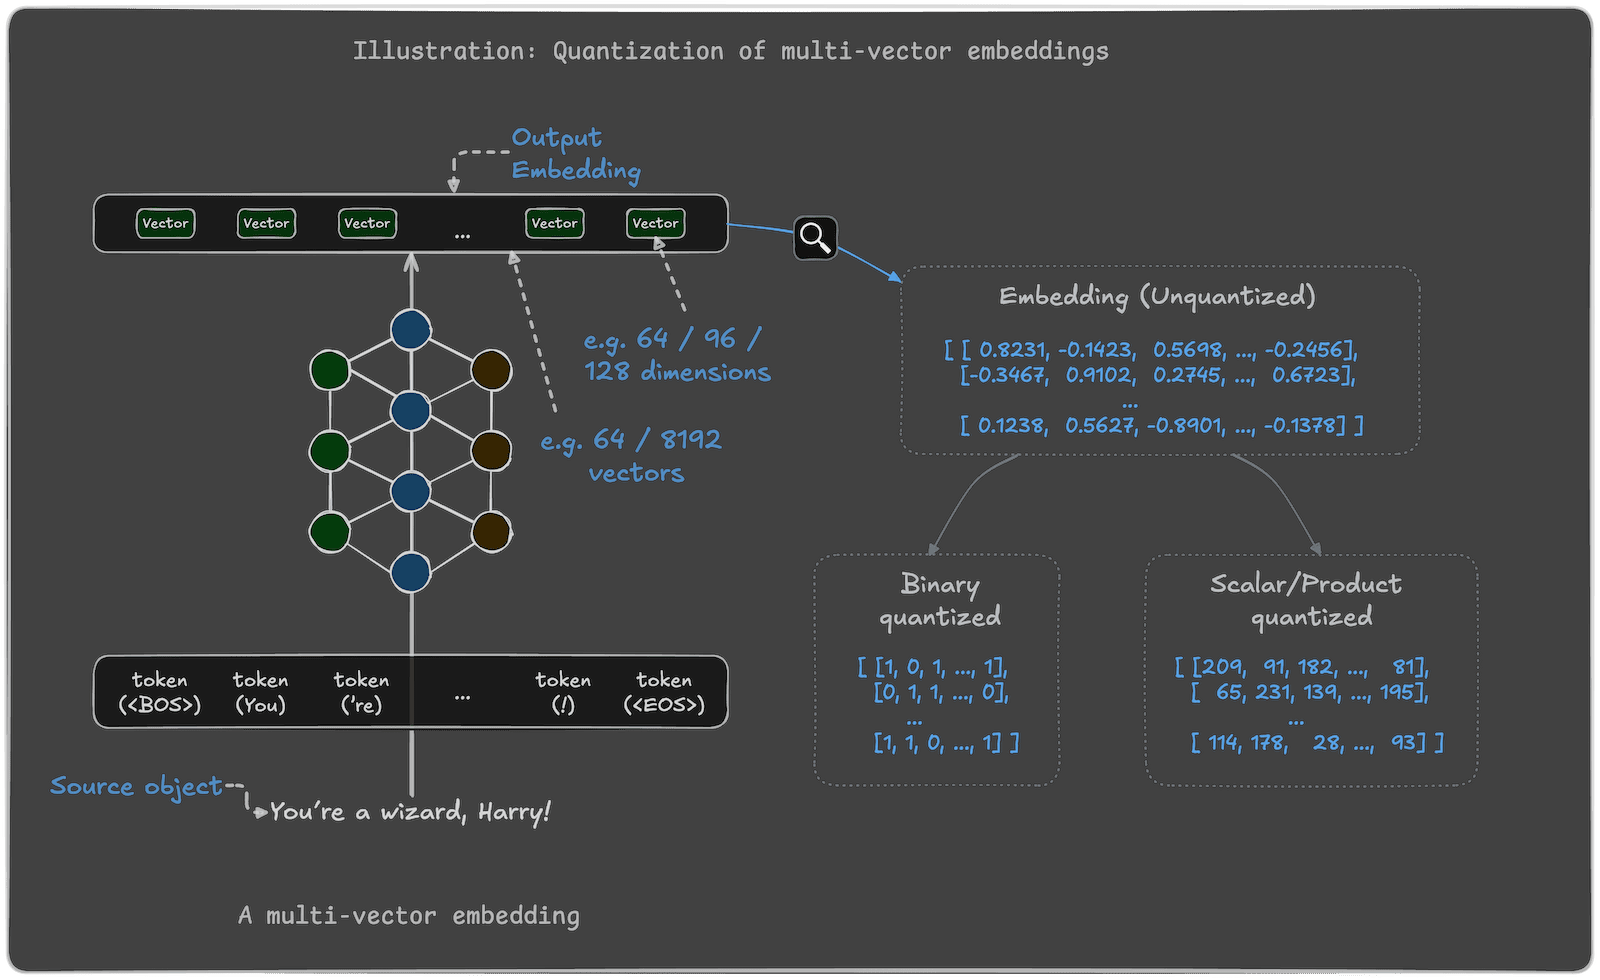 Illustration: Quantization of multi-vector embeddings
Output
Embedding
Vector Vector Vector ... Vector Vector
e.g. 64 / 96 /
128 dimensions
e.g. 64 / 8192
vectors
token token token ... token token
(<BOS>) (You) ('re) (!) (<EOS>)
Source object
You're a wizard, Harry!
A multi-vector embedding
Embedding (Unquantized)
[ [ 0.8231, -0.1423, 0.5698, ..., -0.2456],
[-0.3467, 0.9102, 0.2745, ..., 0.6723],
...
[ 0.1238, 0.5627, -0.8901, ..., -0.1378] ]
Binary
quantized
[ [1, 0, 1, ..., 1],
[0, 1, 1, ..., 0],
...
[1, 1, 0, ..., 1] ]
Scalar/Product
quantized
[ [209, 91, 182, ..., 81],
[ 65, 231, 139, ..., 195],
...
[ 114, 178, 28, ..., 93] ]